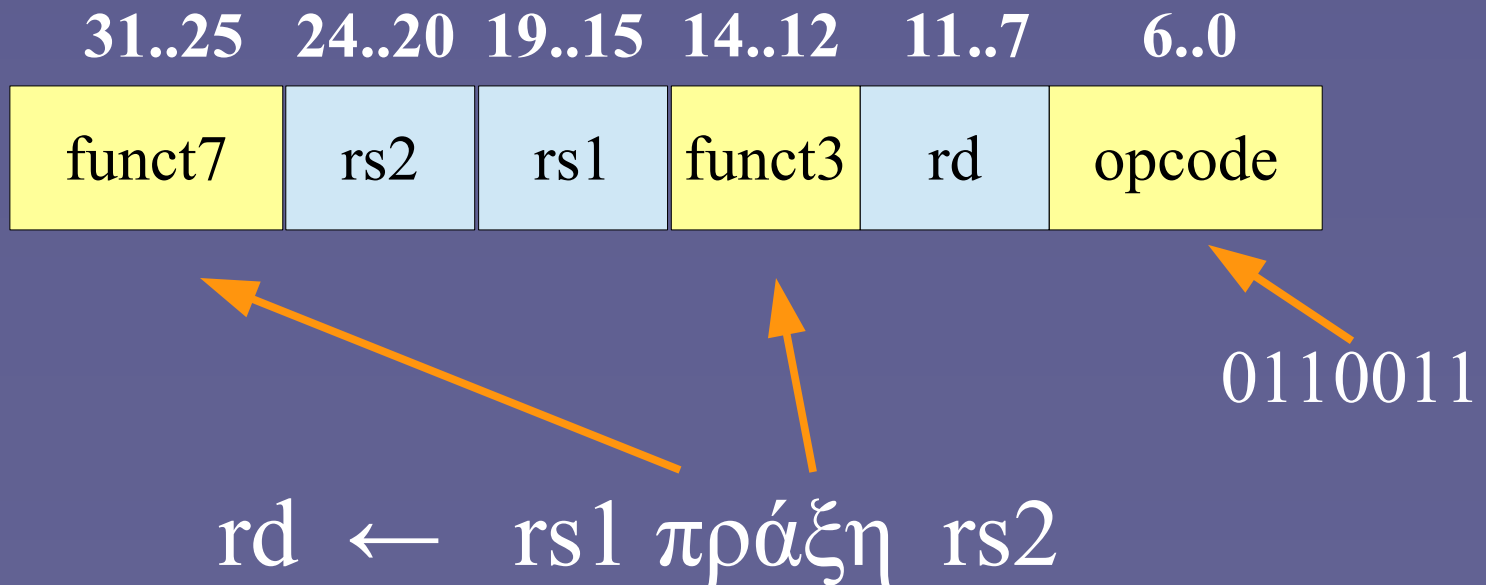 31..25 24..20 19..15 14..12 11..7 6..0
funct7 rs2 rs1 funct3 rd opcode
0110011
rd ← rs1 πράξη rs2